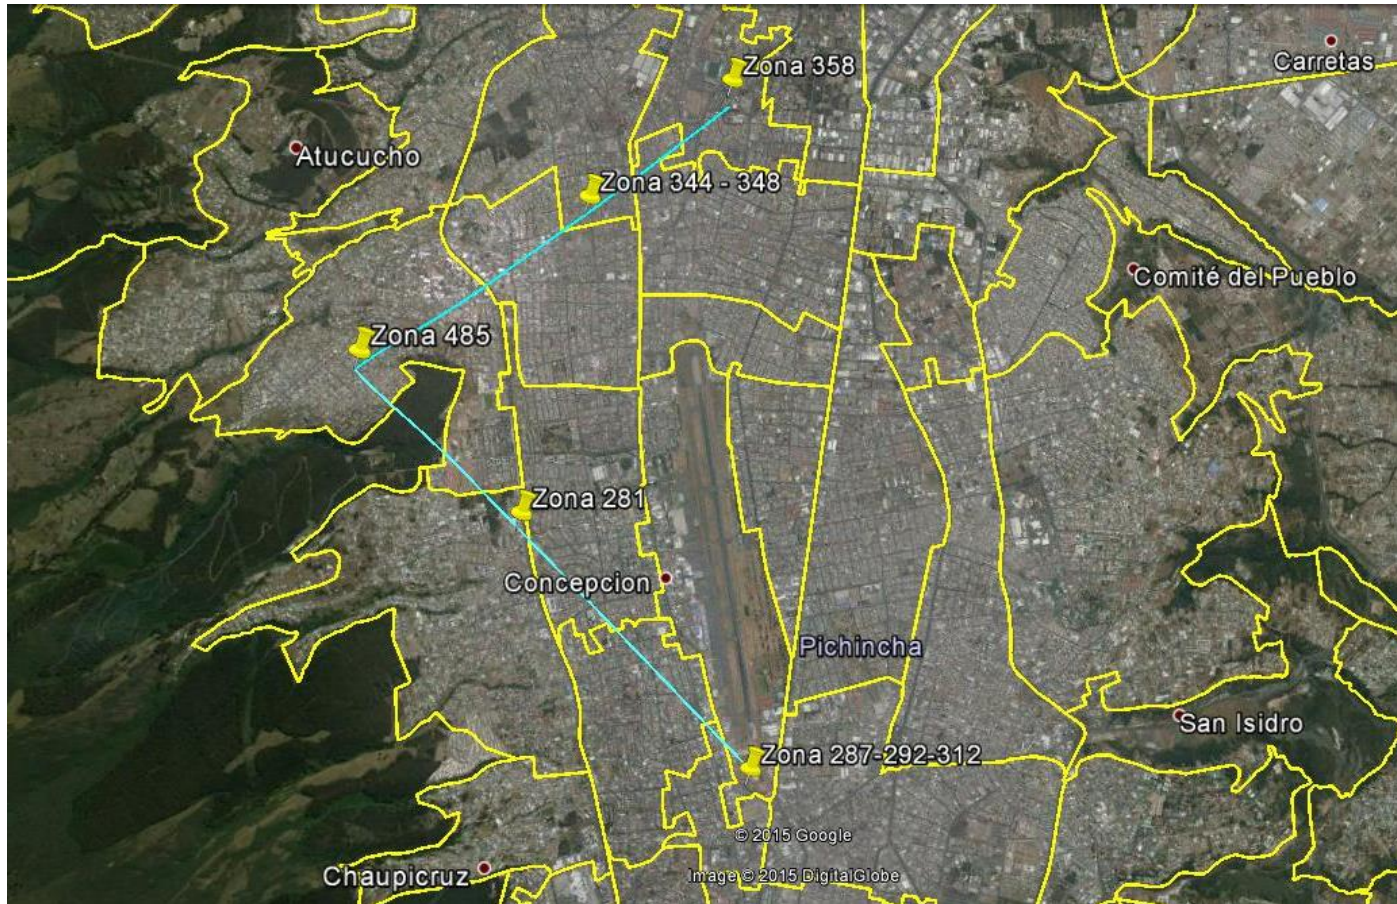 Carretas
Zona 358
Atucucho
Zona 344 - 348
Comité del Pueblo
Zona 485
Zona 281
Concepcion
Pichincha
San Isidro
Zona 287-292-312
© 2015 Google
Chaupicruz
Image © 2015 DigitalGlobe